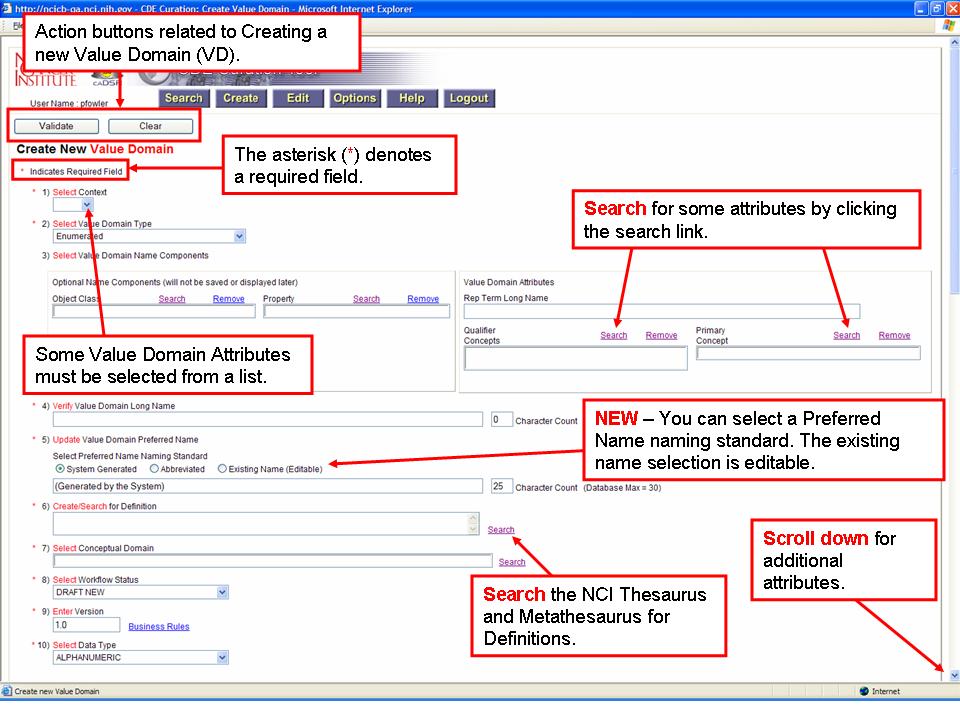 http://ncicb-qa.nci.nih.gov - CDE Curation: Create Value Domain - Microsoft Internet Explorer
Action buttons related to Creating a
new Value Domain (VD).
INSTITUTE
caDSR
User Name : pfowler
Search Create Edit Options Help Logout
Validate Clear
Create New Value Domain
The asterisk (*) denotes
a required field.
* Indicates Required Field
* 1) Select Context
Search for some attributes by clicking
the search link.
* 2) Select Value Domain Type
Enumerated
3) Select Value Domain Name Components
Optional Name Components (will not be saved or displayed later)
Object Class Search Remove Property Search Remove
Value Domain Attributes
Rep Term Long Name
Qualifier
Concepts Search Remove
Primary
Concept Search Remove
Some Value Domain Attributes
must be selected from a list.
* 4) Verify Value Domain Long Name
0 Character Count
NEW – You can select a Preferred
Name naming standard. The existing
name selection is editable.
* 5) Update Value Domain Preferred Name
Select Preferred Name Naming Standard
System Generated Abbreviated Existing Name (Editable)
(Generated by the System) 25 Character Count (Database Max = 30)
* 6) Create/Search for Definition
Search
* 7) Select Conceptual Domain
Search
Scroll down for
additional
attributes.
* 8) Select Workflow Status
DRAFT NEW
Search the NCI Thesaurus
and Metathesaurus for
Definitions.
* 9) Enter Version
1.0 Business Rules
* 10) Select Data Type
ALPHANUMERIC
Create new Value Domain Internet